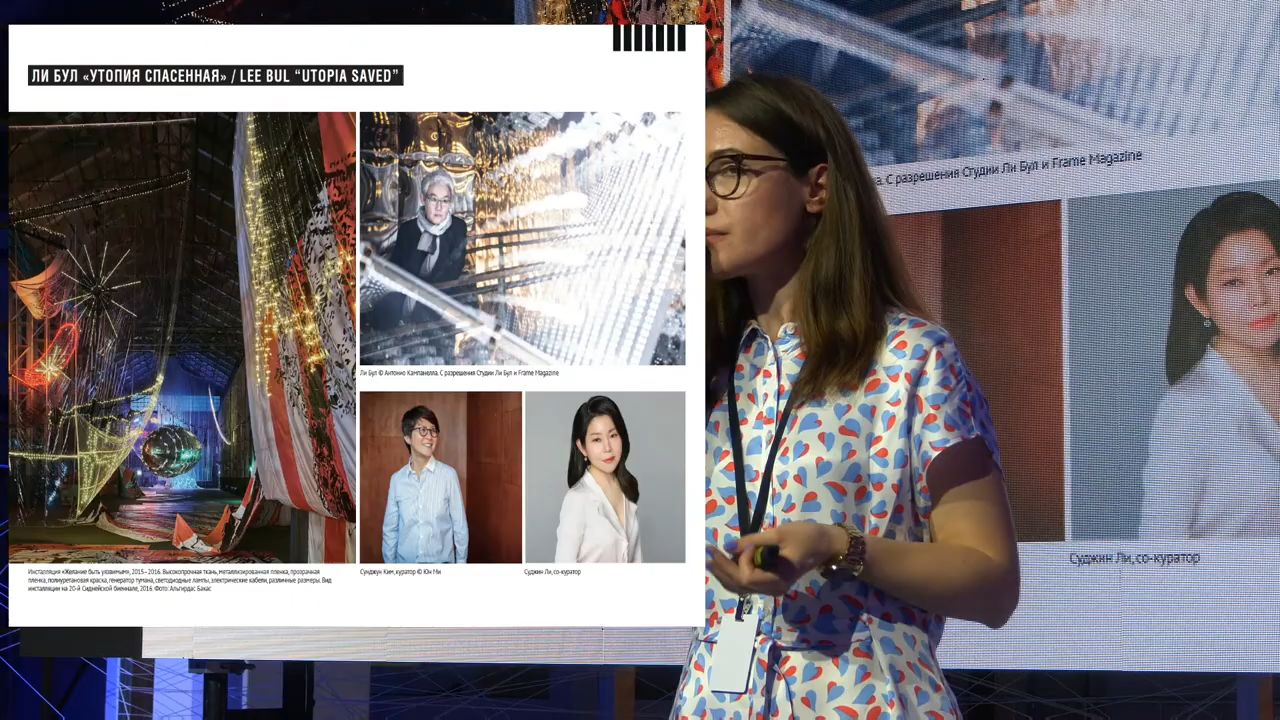 ЛИ БУЛ «УТОПИЯ СПАСЕННАЯ» / LEE BUL “UTOPIA SAVED”
Ли Бул © Антонио Кампанелла. С разрешения Студии Ли Бул и Frame Magazine
Инсталляция «Желание быть уязвимым», 2015–2016. Высокопрочная ткань, металлизированная пленка, прозрачная
пленка, полиуретановая краска, генератор тумана, светодиодные лампы, электрические кабели, различные размеры. Вид
инсталляции на 20-й Сиднейской биеннале, 2016. Фото: Альгирдас Бакас
Сунджун Ким, куратор © Юн Ми
Суджин Ли, со-куратор
а. С разрешения Студии Ли Бул и Frame Magazine
Суджин Ли, со-куратор